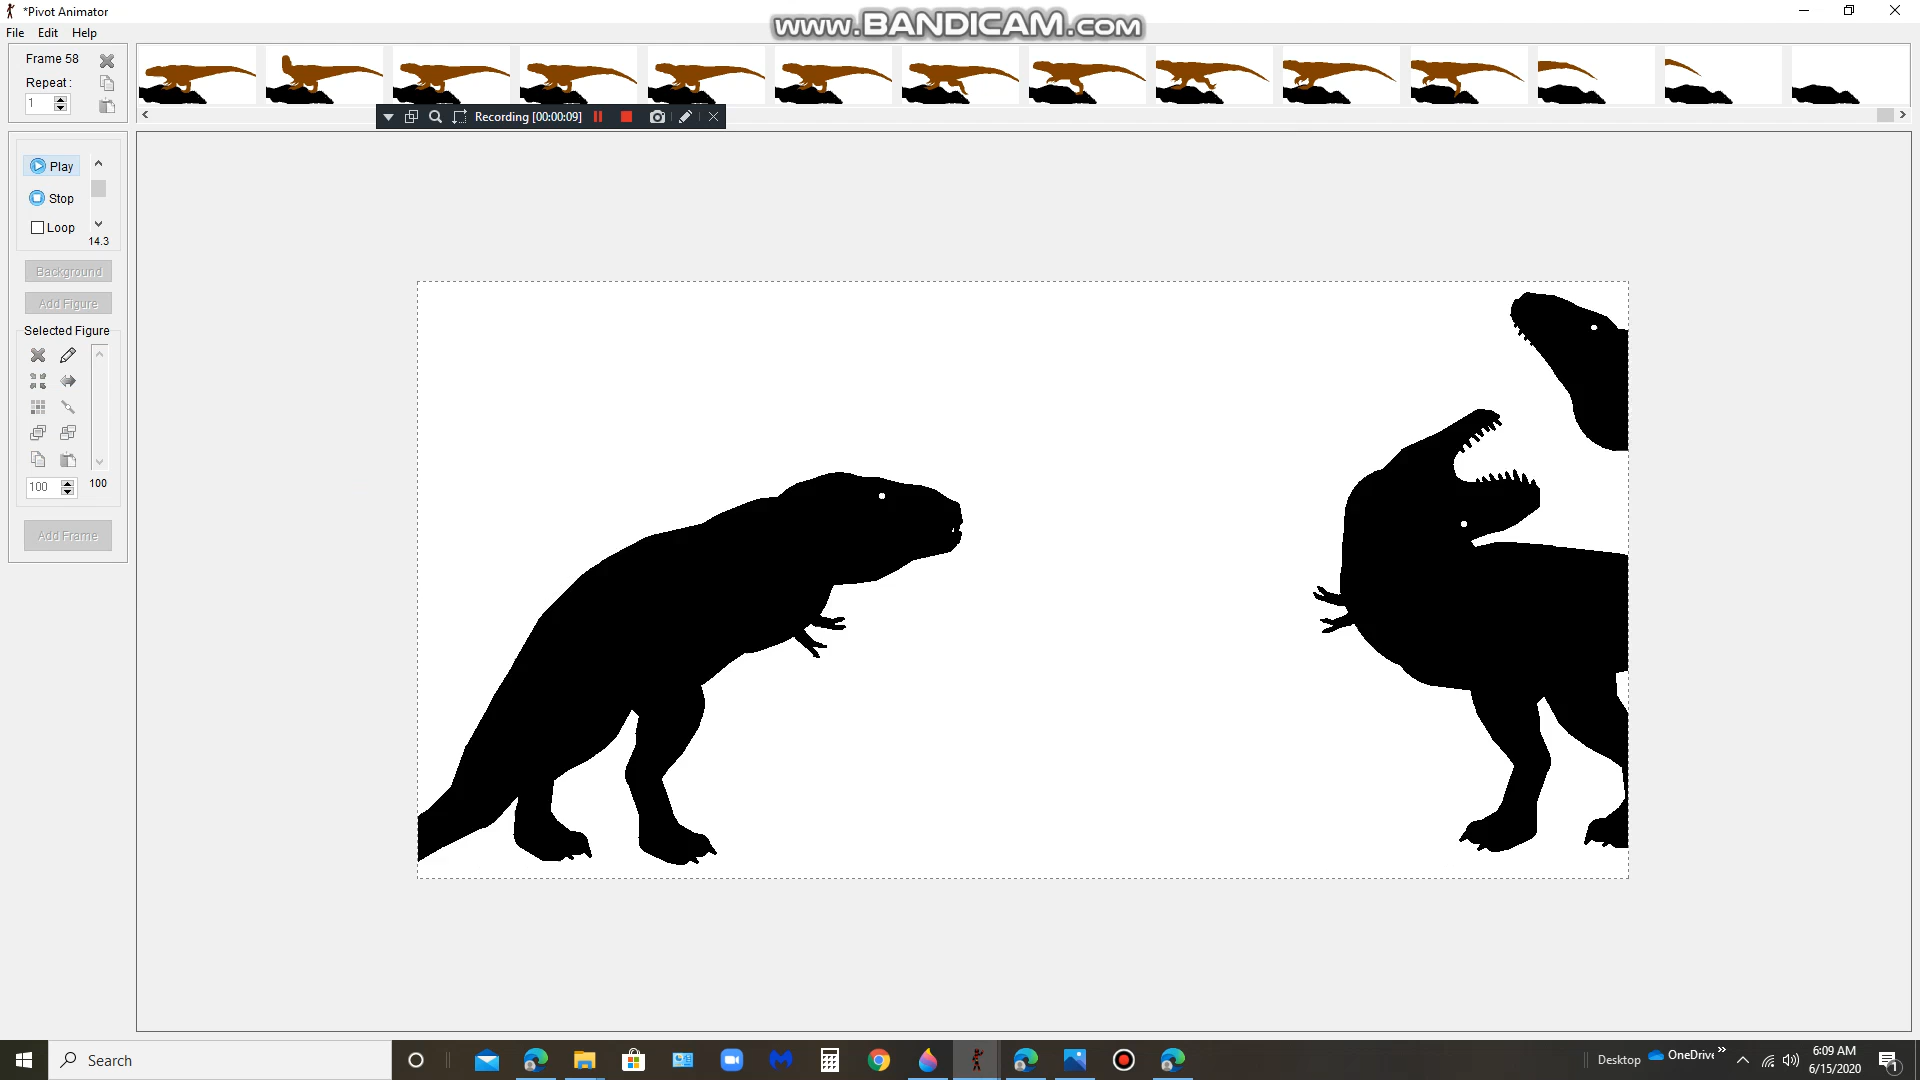 *Pivot Animator
www.BANDICAM.com
File Edit Help
Frame 58
Repeat :
1
Recording [00:00:09]
Play
Stop
Loop
14.3
Background
Add Figure
Selected Figure
100
100
Add Frame
Search
Desktop
OneDrive
6:09 AM
6/15/2020
1